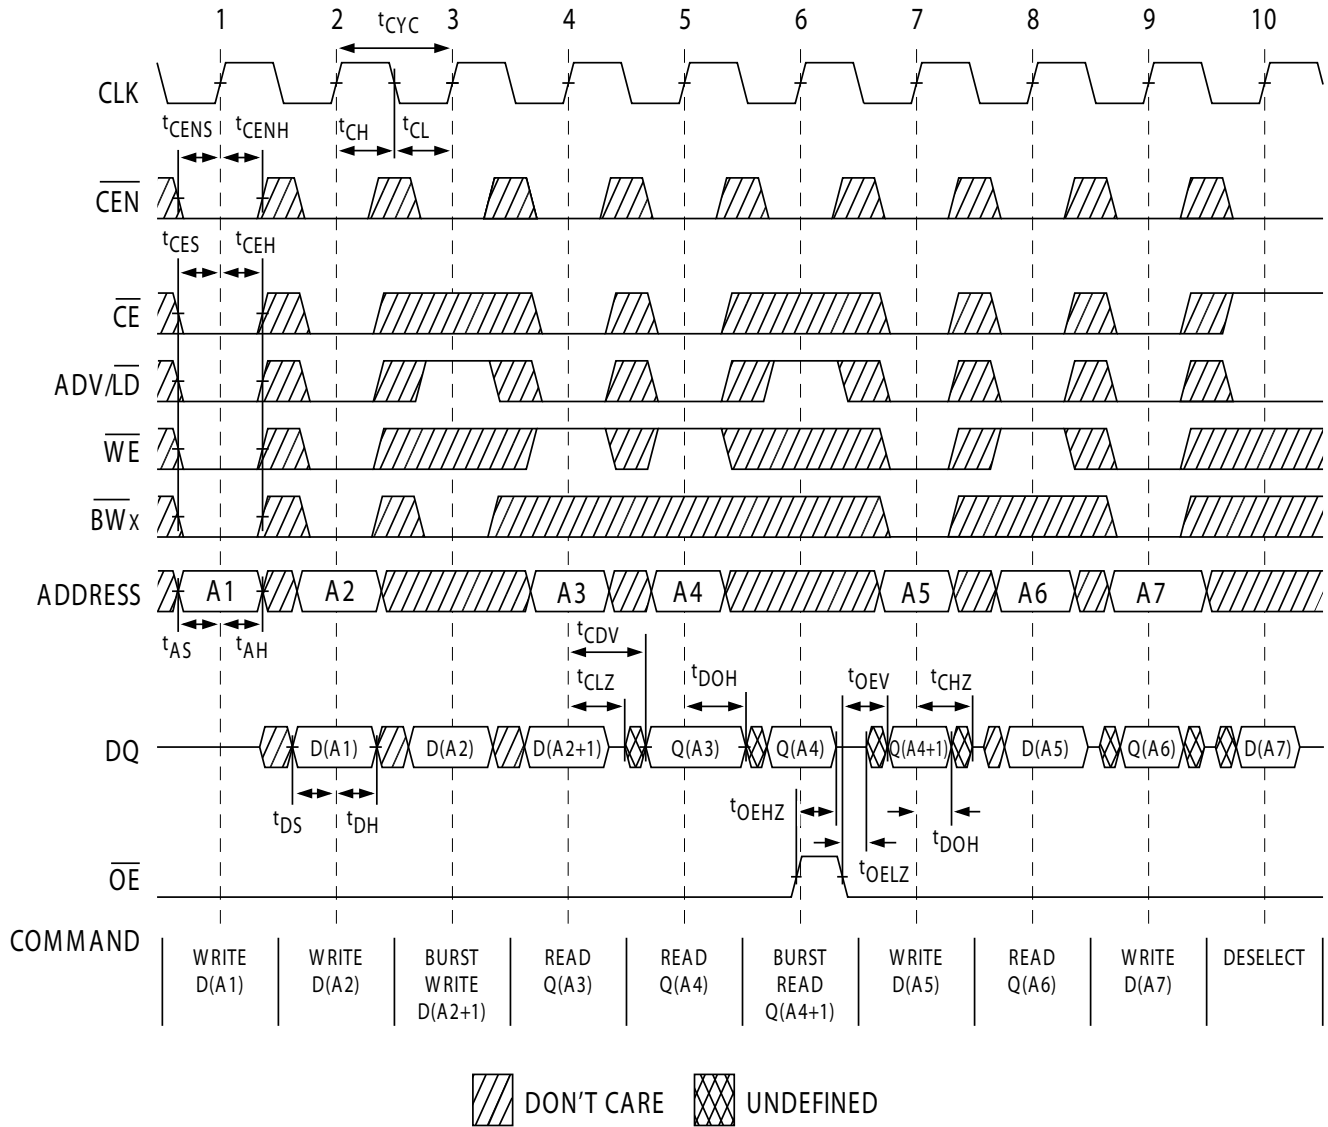 1 2 3 4 5 6 7 8 9 10
tCYC
CLK
tCENS tCENH tCH tCL
CEN
tCES tCEH
CE
ADV/LD
WE
BWx
ADDRESS A1 A2 A3 A4 A5 A6 A7
tAS tAH tCDV
tCLZ tDOH tOEV tCHZ
DQ D(A1) D(A2) D(A2+1) Q(A3) Q(A4) Q(A4+1) D(A5) Q(A6) D(A7)
tDS tDH tOEHZ tDOH
tOELZ
OE
COMMAND
WRITE WRITE BURST READ READ BURST WRITE READ WRITE DESELECT
D(A1) D(A2) WRITE Q(A3) Q(A4) READ D(A5) Q(A6) D(A7)
D(A2+1) Q(A4+1)
DON'T CARE UNDEFINED